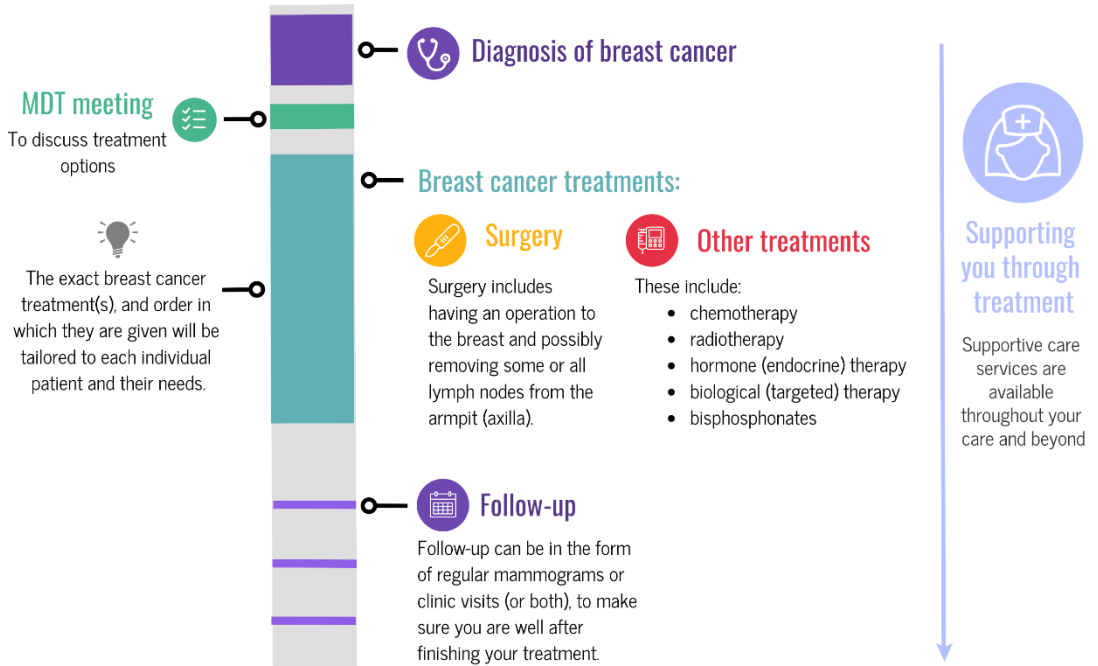 Diagnosis of breast cancer
MDT meeting
To discuss treatment
options
Breast cancer treatments:
The exact breast cancer
treatment(s), and order in
which they are given will be
tailored to each individual
patient and their needs.
Surgery
Surgery includes
having an operation to
the breast and possibly
removing some or all
lymph nodes from the
armpit (axilla).
Other treatments
These include:
• chemotherapy
• radiotherapy
• hormone (endocrine) therapy
• biological (targeted) therapy
• bisphosphonates
Follow-up
Follow-up can be in the form
of regular mammograms or
clinic visits (or both), to make
sure you are well after
finishing your treatment.
Supporting
you through
treatment
Supportive care
services are
available
throughout your
care and beyond